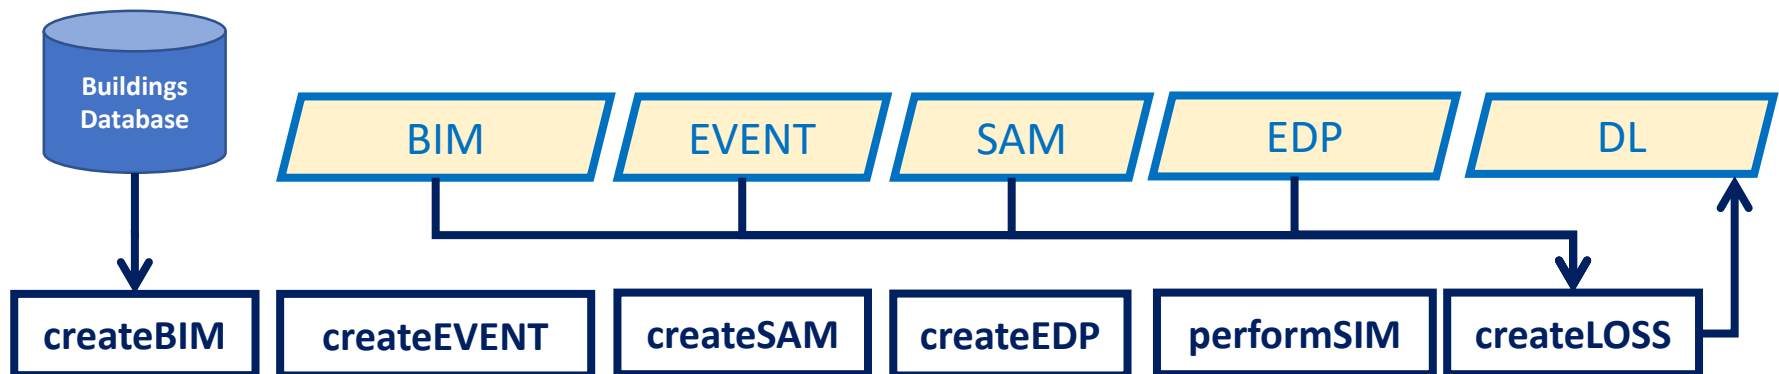 Buildings
Database
BIM
EVENT
SAM
EDP
DL
createBIM
createEVENT
createSAM
createEDP
performSIM
createLOSS